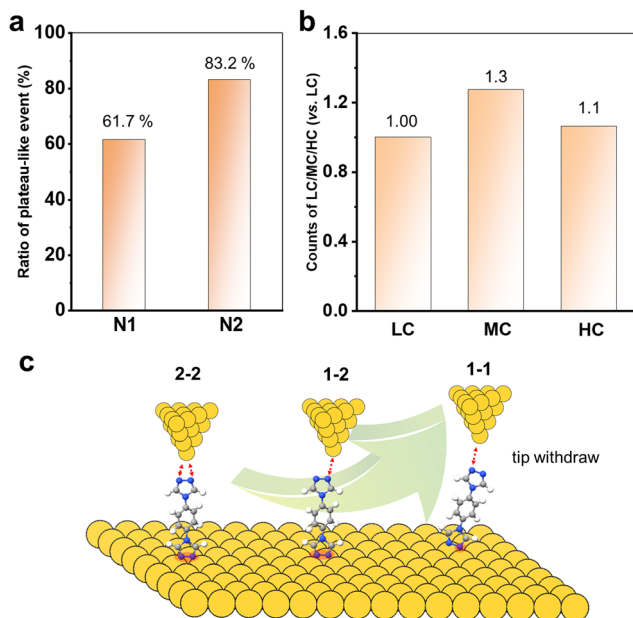 a
Ratio of plateau-like event (%)
100
80
60
40
20
0
61.7 %
83.2 %
N1
N2
b
Counts of LC/MC/HC (vs. LC)
1.6
1.2
0.8
0.4
0.0
1.00
1.3
1.1
LC
MC
HC
c
2-2
1-2
1-1
tip withdraw